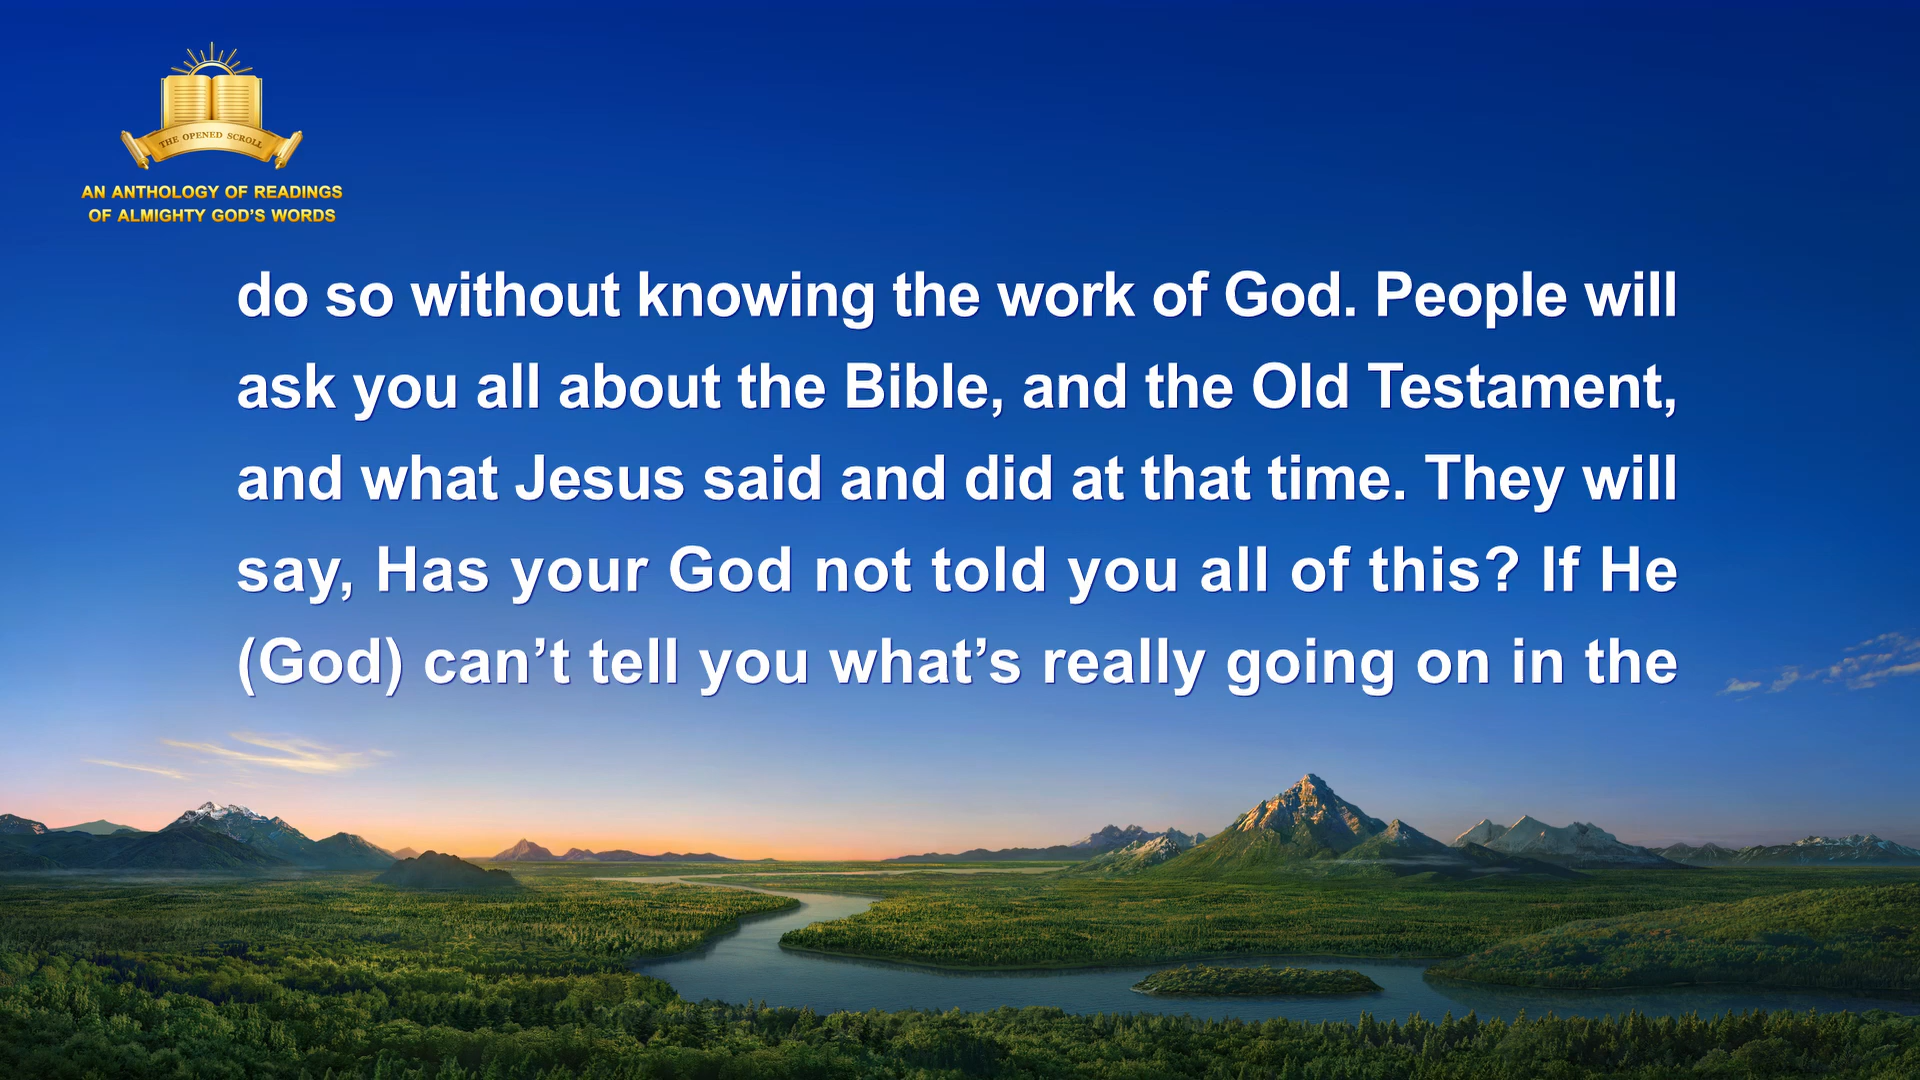 THE OPENED SCROLL
AN ANTHOLOGY OF READINGS
OF ALMIGHTY GOD'S WORDS
do so without knowing the work of God. People will
ask you all about the Bible, and the Old Testament,
and what Jesus said and did at that time. They will
say, Has your God not told you all of this? If He
(God) can’t tell you what’s really going on in the